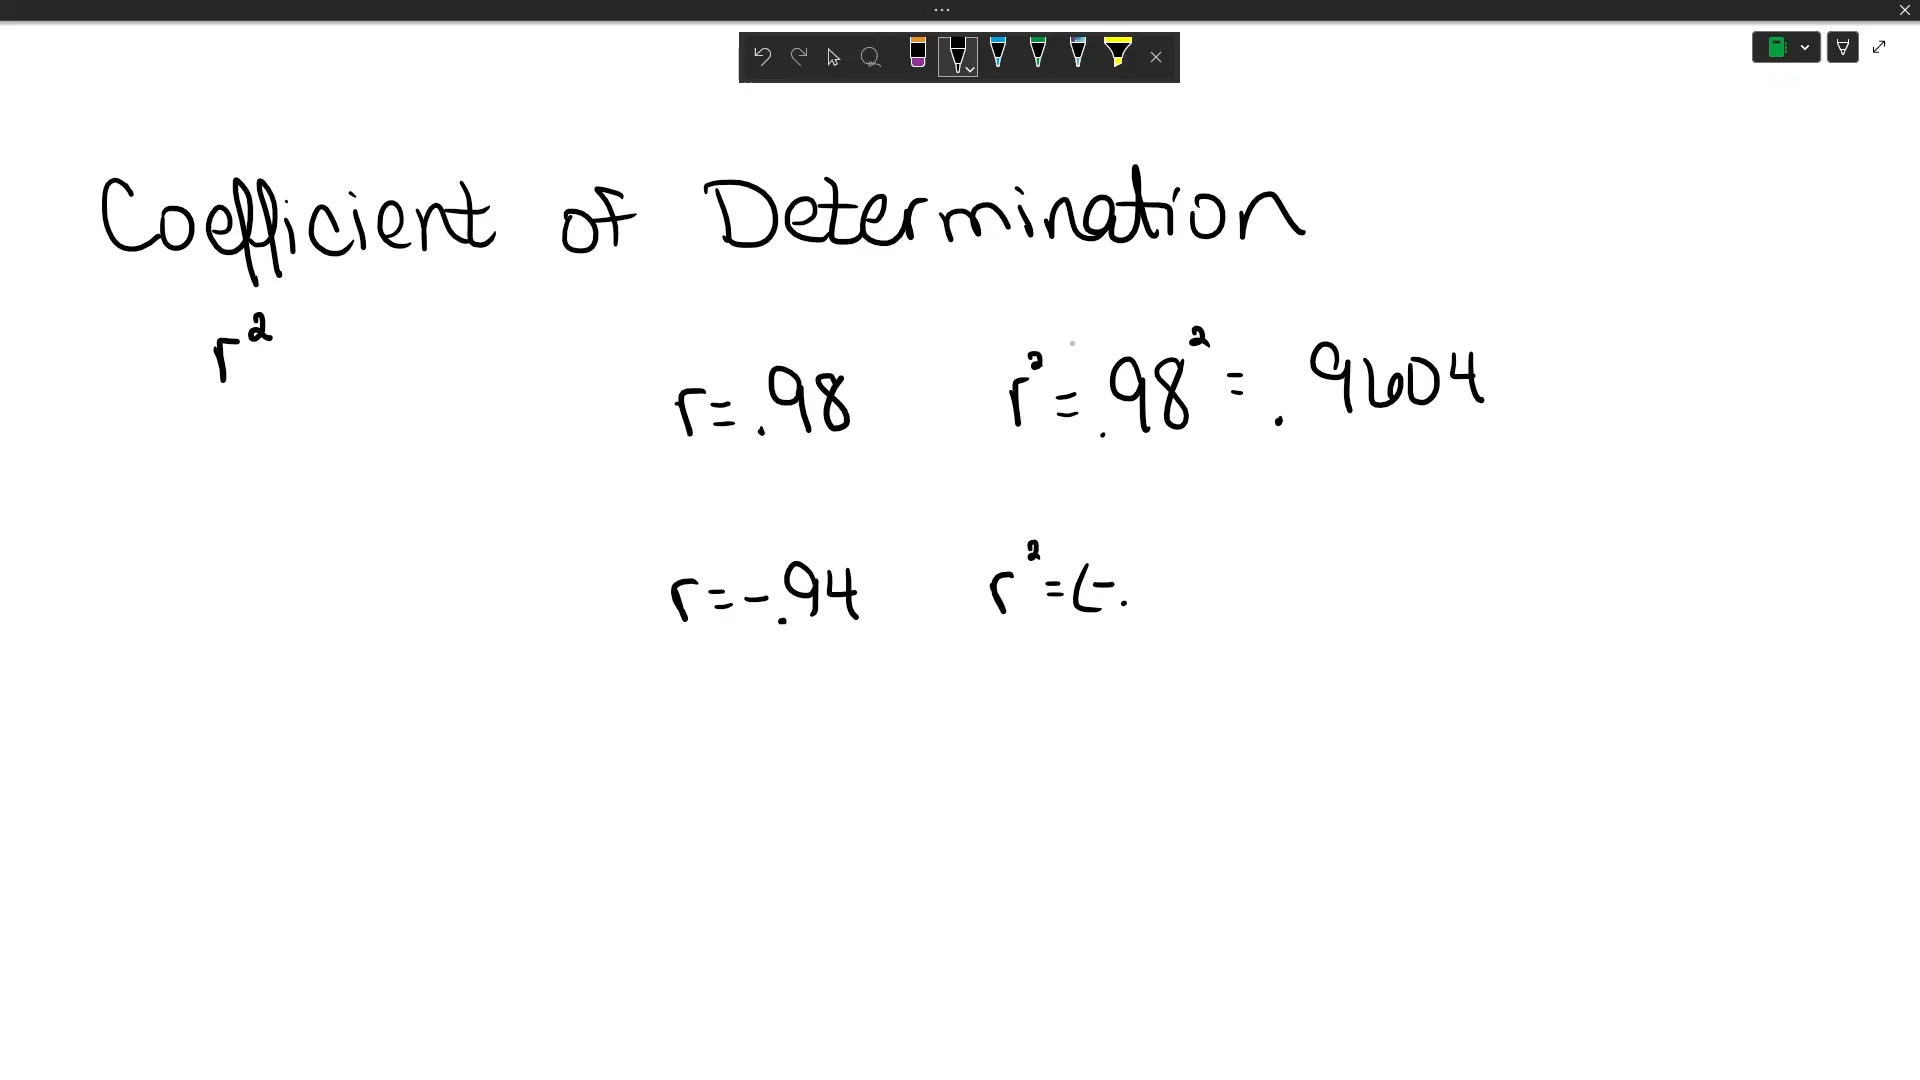 Coefficient of Determination
r²
r = .98 r² = .98² = .9604
r = -.94 r² = (-.